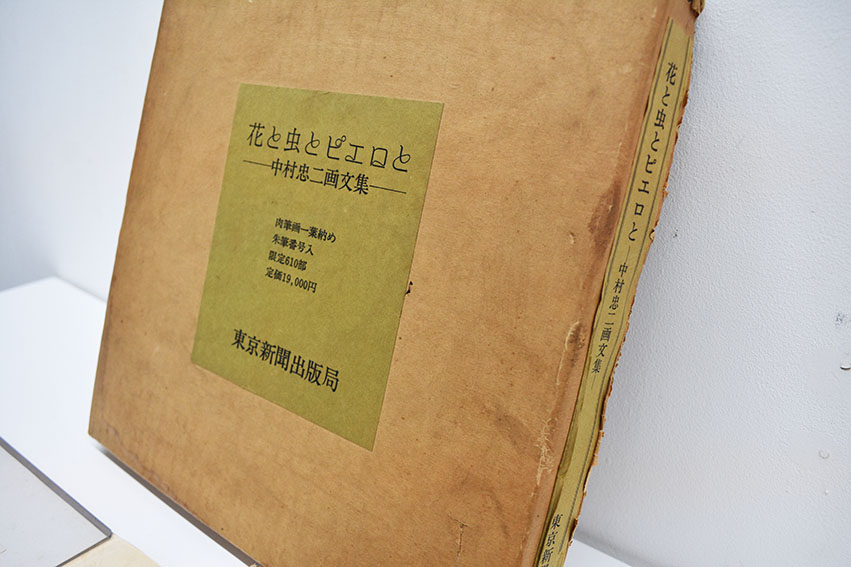 花と虫とピエロと
——中村忠二画文集——
肉筆画一葉納め
朱筆番号入
限定610部
定価19,000円
東京新聞出版局
花と虫とピエロと——中村忠二画文集——
東京新